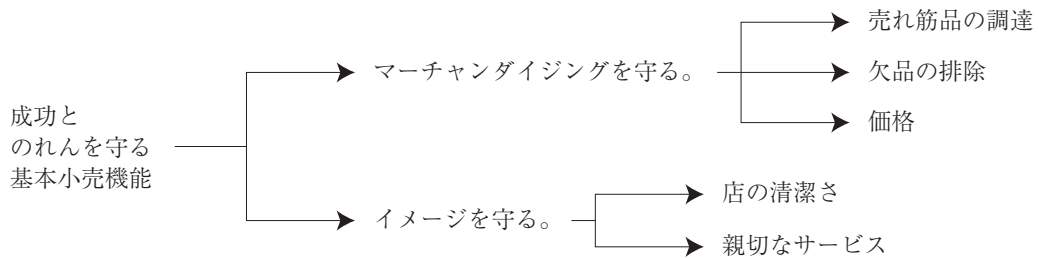 成功と
のれんを守る
基本小売機能
マーチャンダイジングを守る。
売れ筋品の調達
欠品の排除
価格
イメージを守る。
店の清潔さ
親切なサービス